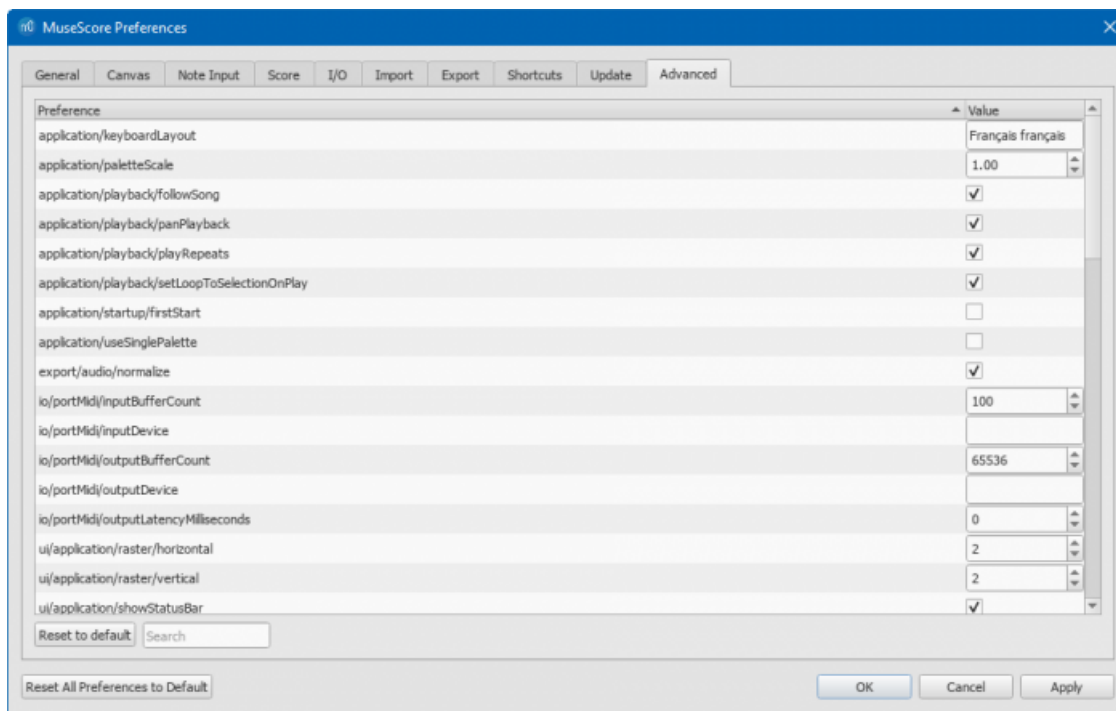 MuseScore Preferences
General Canvas Note Input Score I/O Import Export Shortcuts Update Advanced
Preference Value
application/keyboardLayout Français français
application/paletteScale 1.00
application/playback/followSong
application/playback/panPlayback
application/playback/playRepeats
application/playback/setLoopToSelectionOnPlay
application/startup/firstStart
application/useSinglePalette
export/audio/normalize
io/portMidi/inputBufferCount 100
io/portMidi/inputDevice
io/portMidi/outputBufferCount 65536
io/portMidi/outputDevice
io/portMidi/outputLatencyMilliseconds 0
ui/application/raster/horizontal 2
ui/application/raster/vertical 2
ui/application/showStatusBar
Reset to default Search
Reset All Preferences to Default OK Cancel Apply